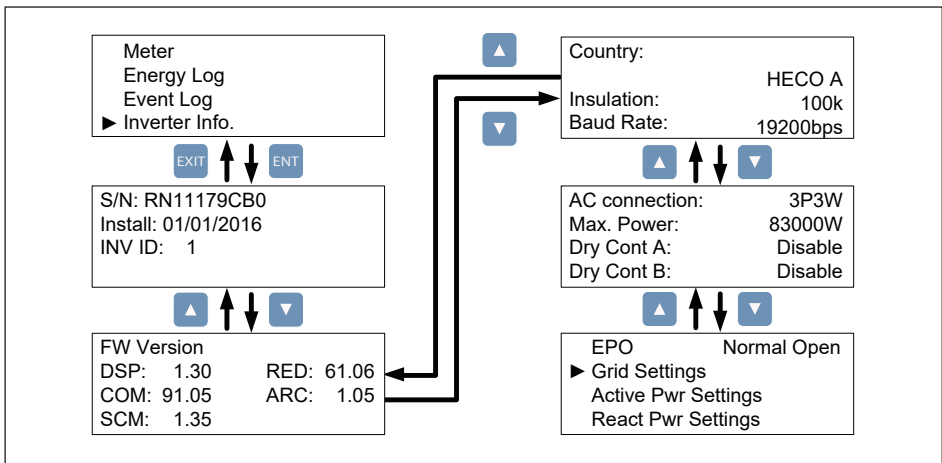 Meter
Energy Log
Event Log
► Inverter Info.
EXIT ENT
S/N: RN11179CB0
Install: 01/01/2016
INV ID: 1
▲ ▼
FW Version
DSP: 1.30 RED: 61.06
COM: 91.05 ARC: 1.05
SCM: 1.35
▲
▼
Country:
HECO A
Insulation: 100k
Baud Rate: 19200bps
▲ ▼
AC connection: 3P3W
Max. Power: 83000W
Dry Cont A: Disable
Dry Cont B: Disable
▲ ▼
EPO Normal Open
► Grid Settings
Active Pwr Settings
React Pwr Settings